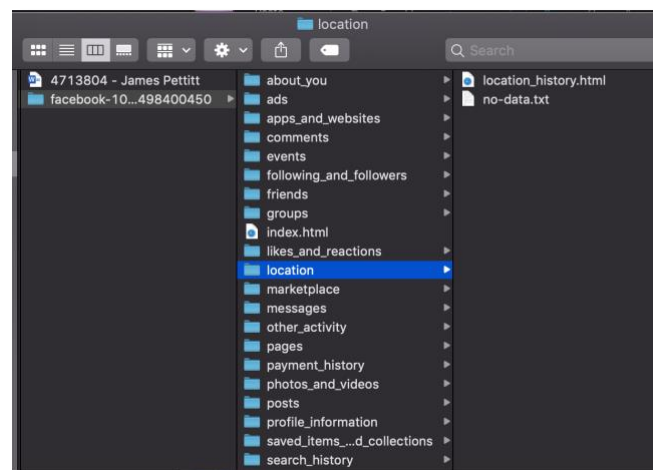 location
Search
4713804 - James Pettitt
facebook-10...498400450
about_you
ads
apps_and_websites
comments
events
following_and_followers
friends
groups
index.html
likes_and_reactions
location
marketplace
messages
other_activity
pages
payment_history
photos_and_videos
posts
profile_information
saved_items_...d_collections
search_history
location_history.html
no-data.txt